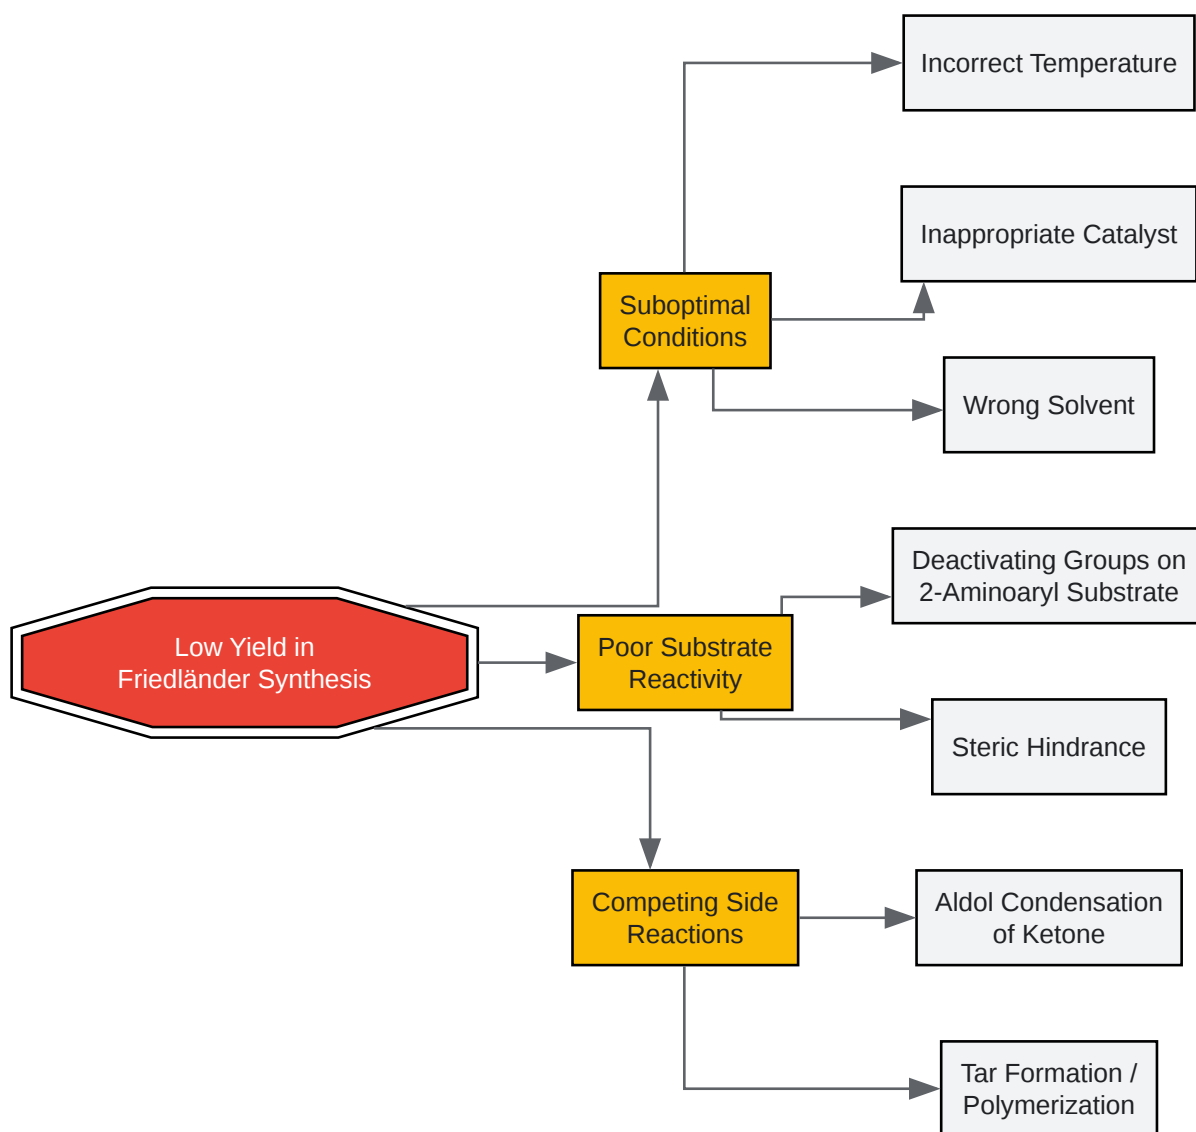 Incorrect Temperature
Inappropriate Catalyst
Suboptimal
Conditions
Wrong Solvent
Deactivating Groups on
2-Aminoaryl Substrate
Low Yield in
Friedländer Synthesis
Poor Substrate
Reactivity
Steric Hindrance
Competing Side
Reactions
Aldol Condensation
of Ketone
Tar Formation /
Polymerization